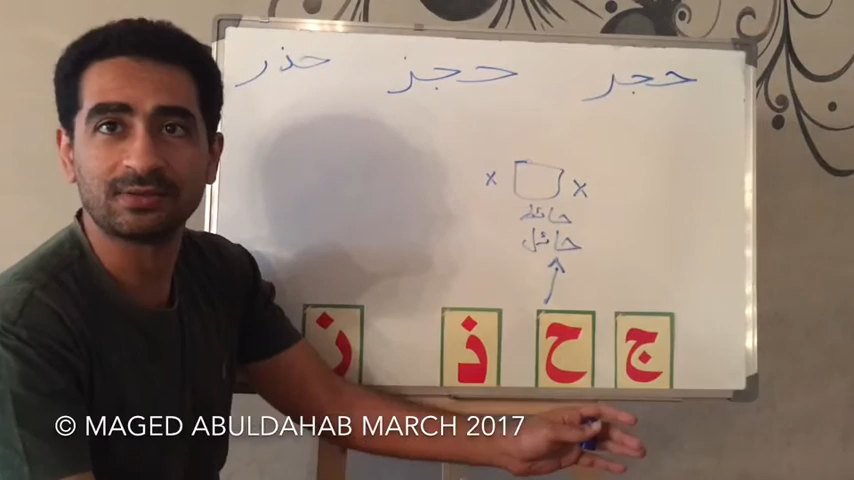 حجر حجز حذر
x x
حائط
حائل
ج ح ذ ز
© MAGED ABULDAHAB MARCH 2017